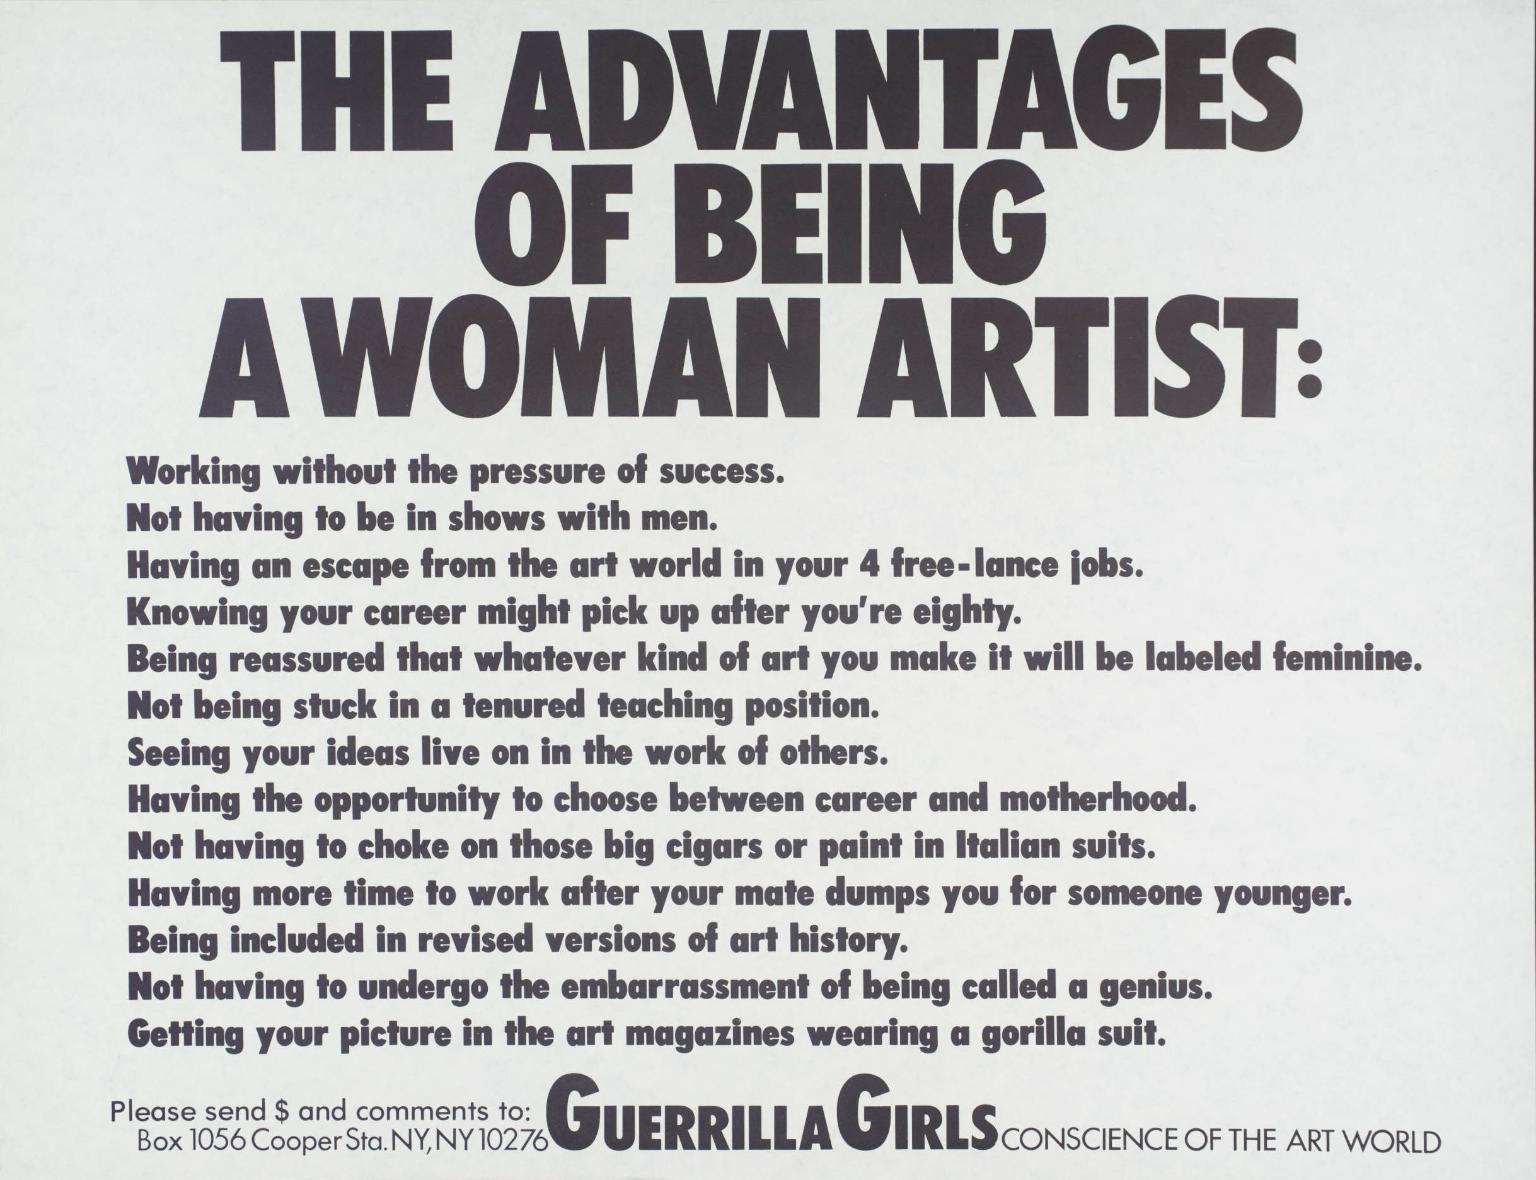 THE ADVANTAGES
OF BEING
A WOMAN ARTIST:
Working without the pressure of success.
Not having to be in shows with men.
Having an escape from the art world in your 4 free-lance jobs.
Knowing your career might pick up after you're eighty.
Being reassured that whatever kind of art you make it will be labeled feminine.
Not being stuck in a tenured teaching position.
Seeing your ideas live on in the work of others.
Having the opportunity to choose between career and motherhood.
Not having to choke on those big cigars or paint in Italian suits.
Having more time to work after your mate dumps you for someone younger.
Being included in revised versions of art history.
Not having to undergo the embarrassment of being called a genius.
Getting your picture in the art magazines wearing a gorilla suit.
Please send $ and comments to:
Box 1056 Cooper Sta. NY, NY 10276
GUERRILLA GIRLS CONSCIENCE OF THE ART WORLD